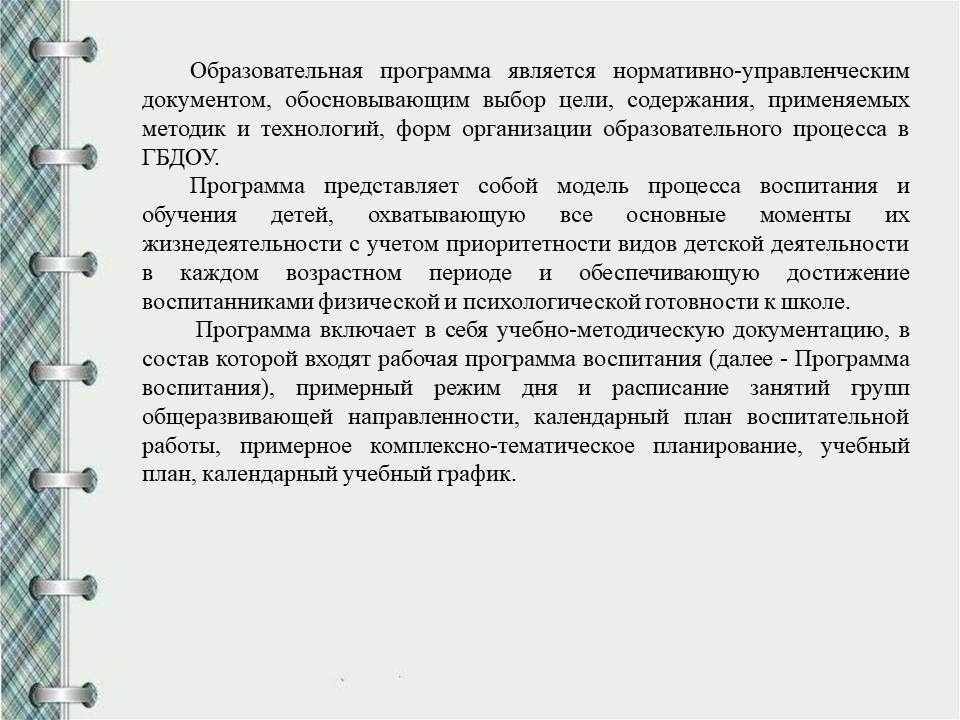 Образовательная программа является нормативно-управленческим
документом, обосновывающим выбор цели, содержания, применяемых
методик и технологий, форм организации образовательного процесса в
ГБДОУ.
Программа представляет собой модель процесса воспитания и
обучения детей, охватывающую все основные моменты их
жизнедеятельности с учетом приоритетности видов детской деятельности
в каждом возрастном периоде и обеспечивающую достижение
воспитанниками физической и психологической готовности к школе.
Программа включает в себя учебно-методическую документацию, в
состав которой входят рабочая программа воспитания (далее - Программа
воспитания), примерный режим дня и расписание занятий групп
общеразвивающей направленности, календарный план воспитательной
работы, примерное комплексно-тематическое планирование, учебный
план, календарный учебный график.